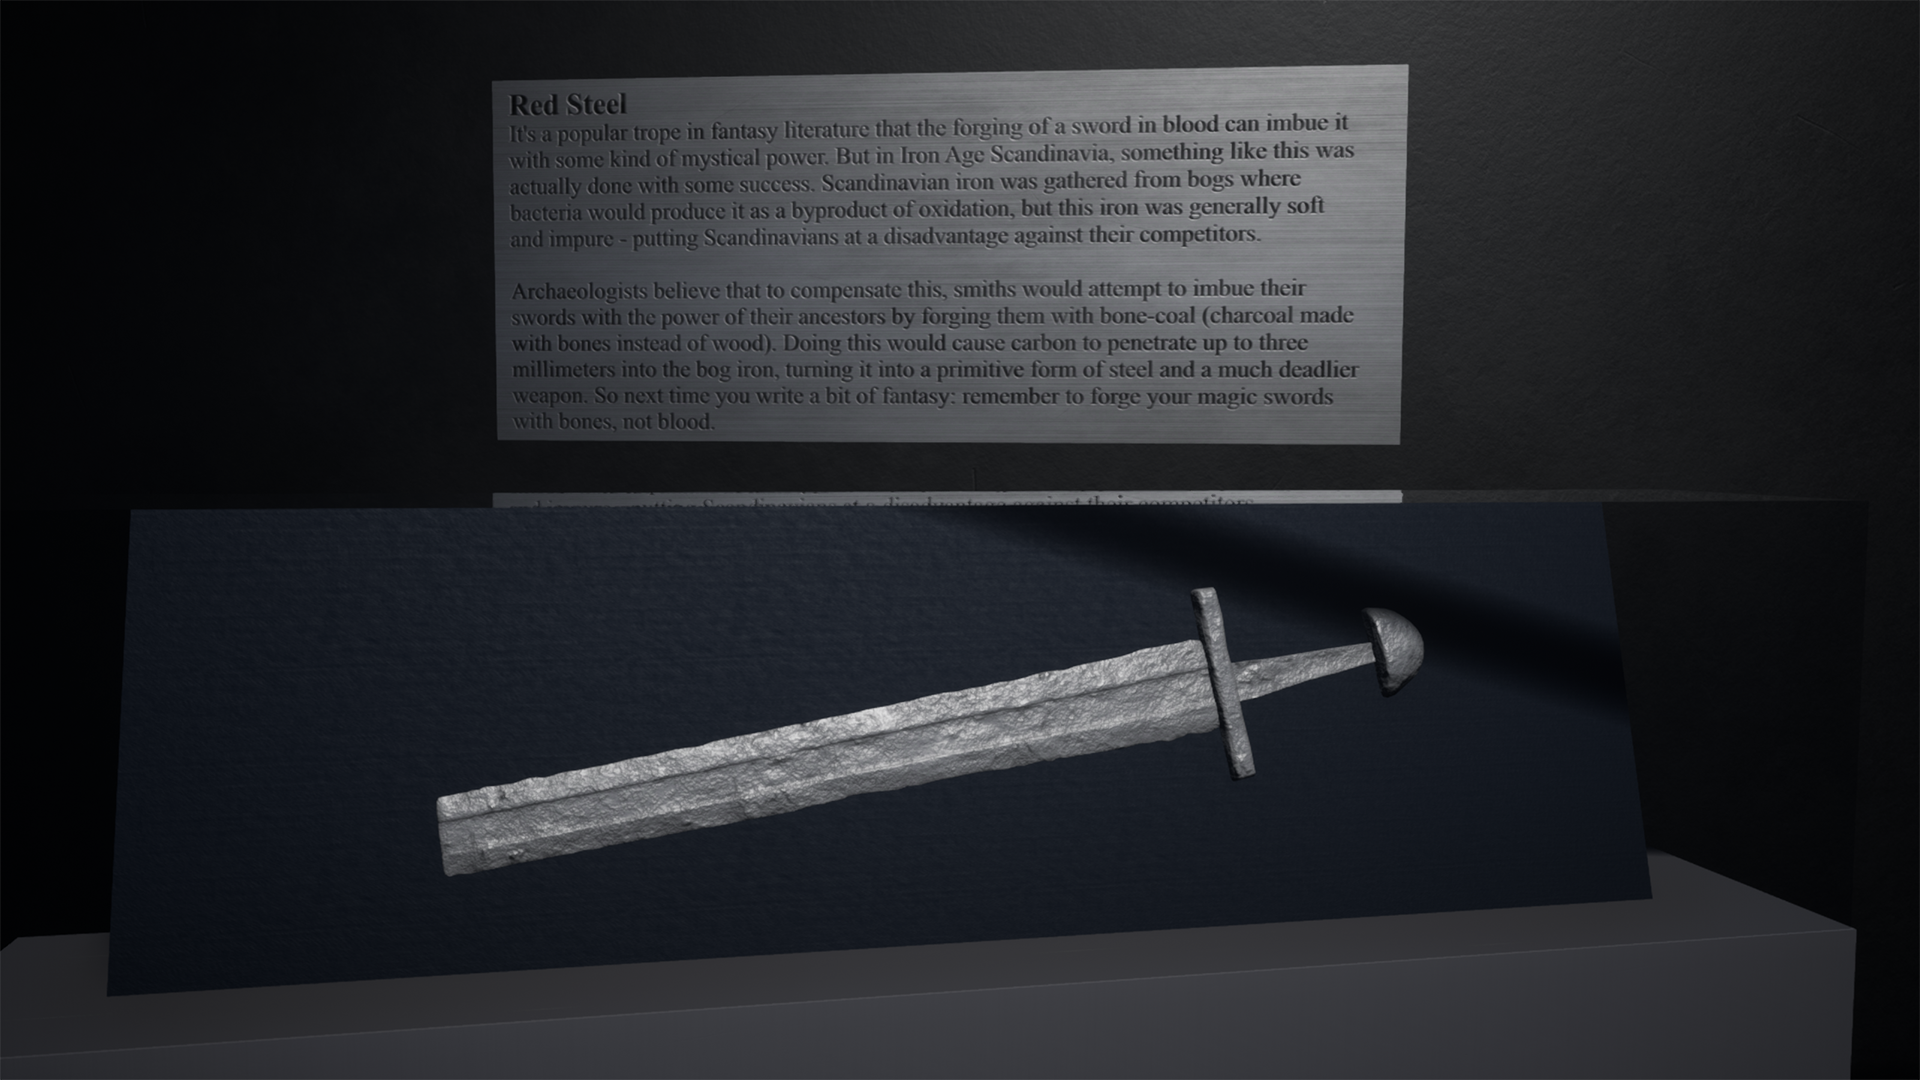 Red Steel
It's a popular trope in fantasy literature that the forging of a sword in blood can imbue it
with some kind of mystical power. But in Iron Age Scandinavia, something like this was
actually done with some success. Scandinavian iron was gathered from bogs where
bacteria would produce it as a byproduct of oxidation, but this iron was generally soft
and impure - putting Scandinavians at a disadvantage against their competitors.
Archaeologists believe that to compensate this, smiths would attempt to imbue their
swords with the power of their ancestors by forging them with bone-coal (charcoal made
with bones instead of wood). Doing this would cause carbon to penetrate up to three
millimeters into the bog iron, turning it into a primitive form of steel and a much deadlier
weapon. So next time you write a bit of fantasy: remember to forge your magic swords
with bones, not blood.
putting Scandinavians at a disadvantage against their competitors.